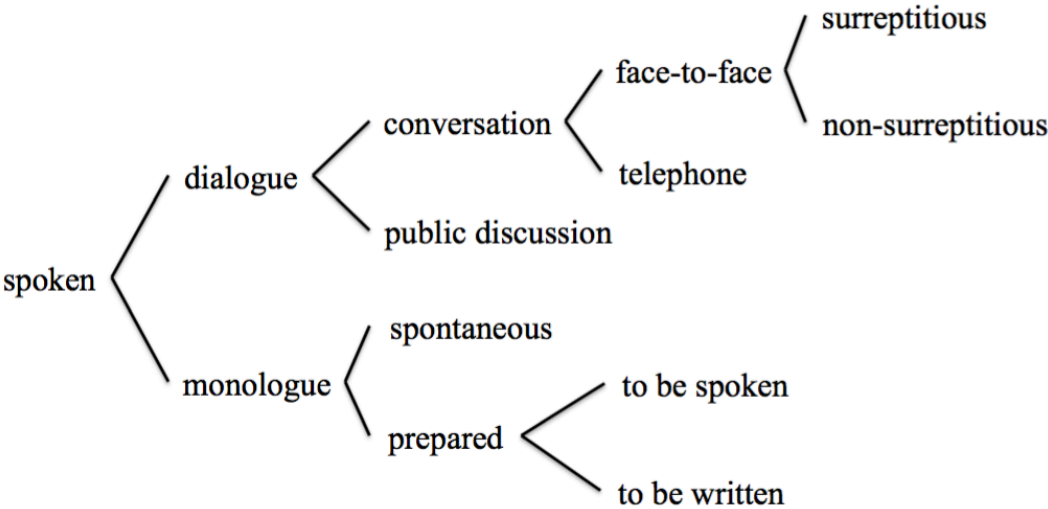 surreptitious
face-to-face
conversation
non-surreptitious
dialogue
telephone
public discussion
spoken
spontaneous
monologue
to be spoken
prepared
to be written